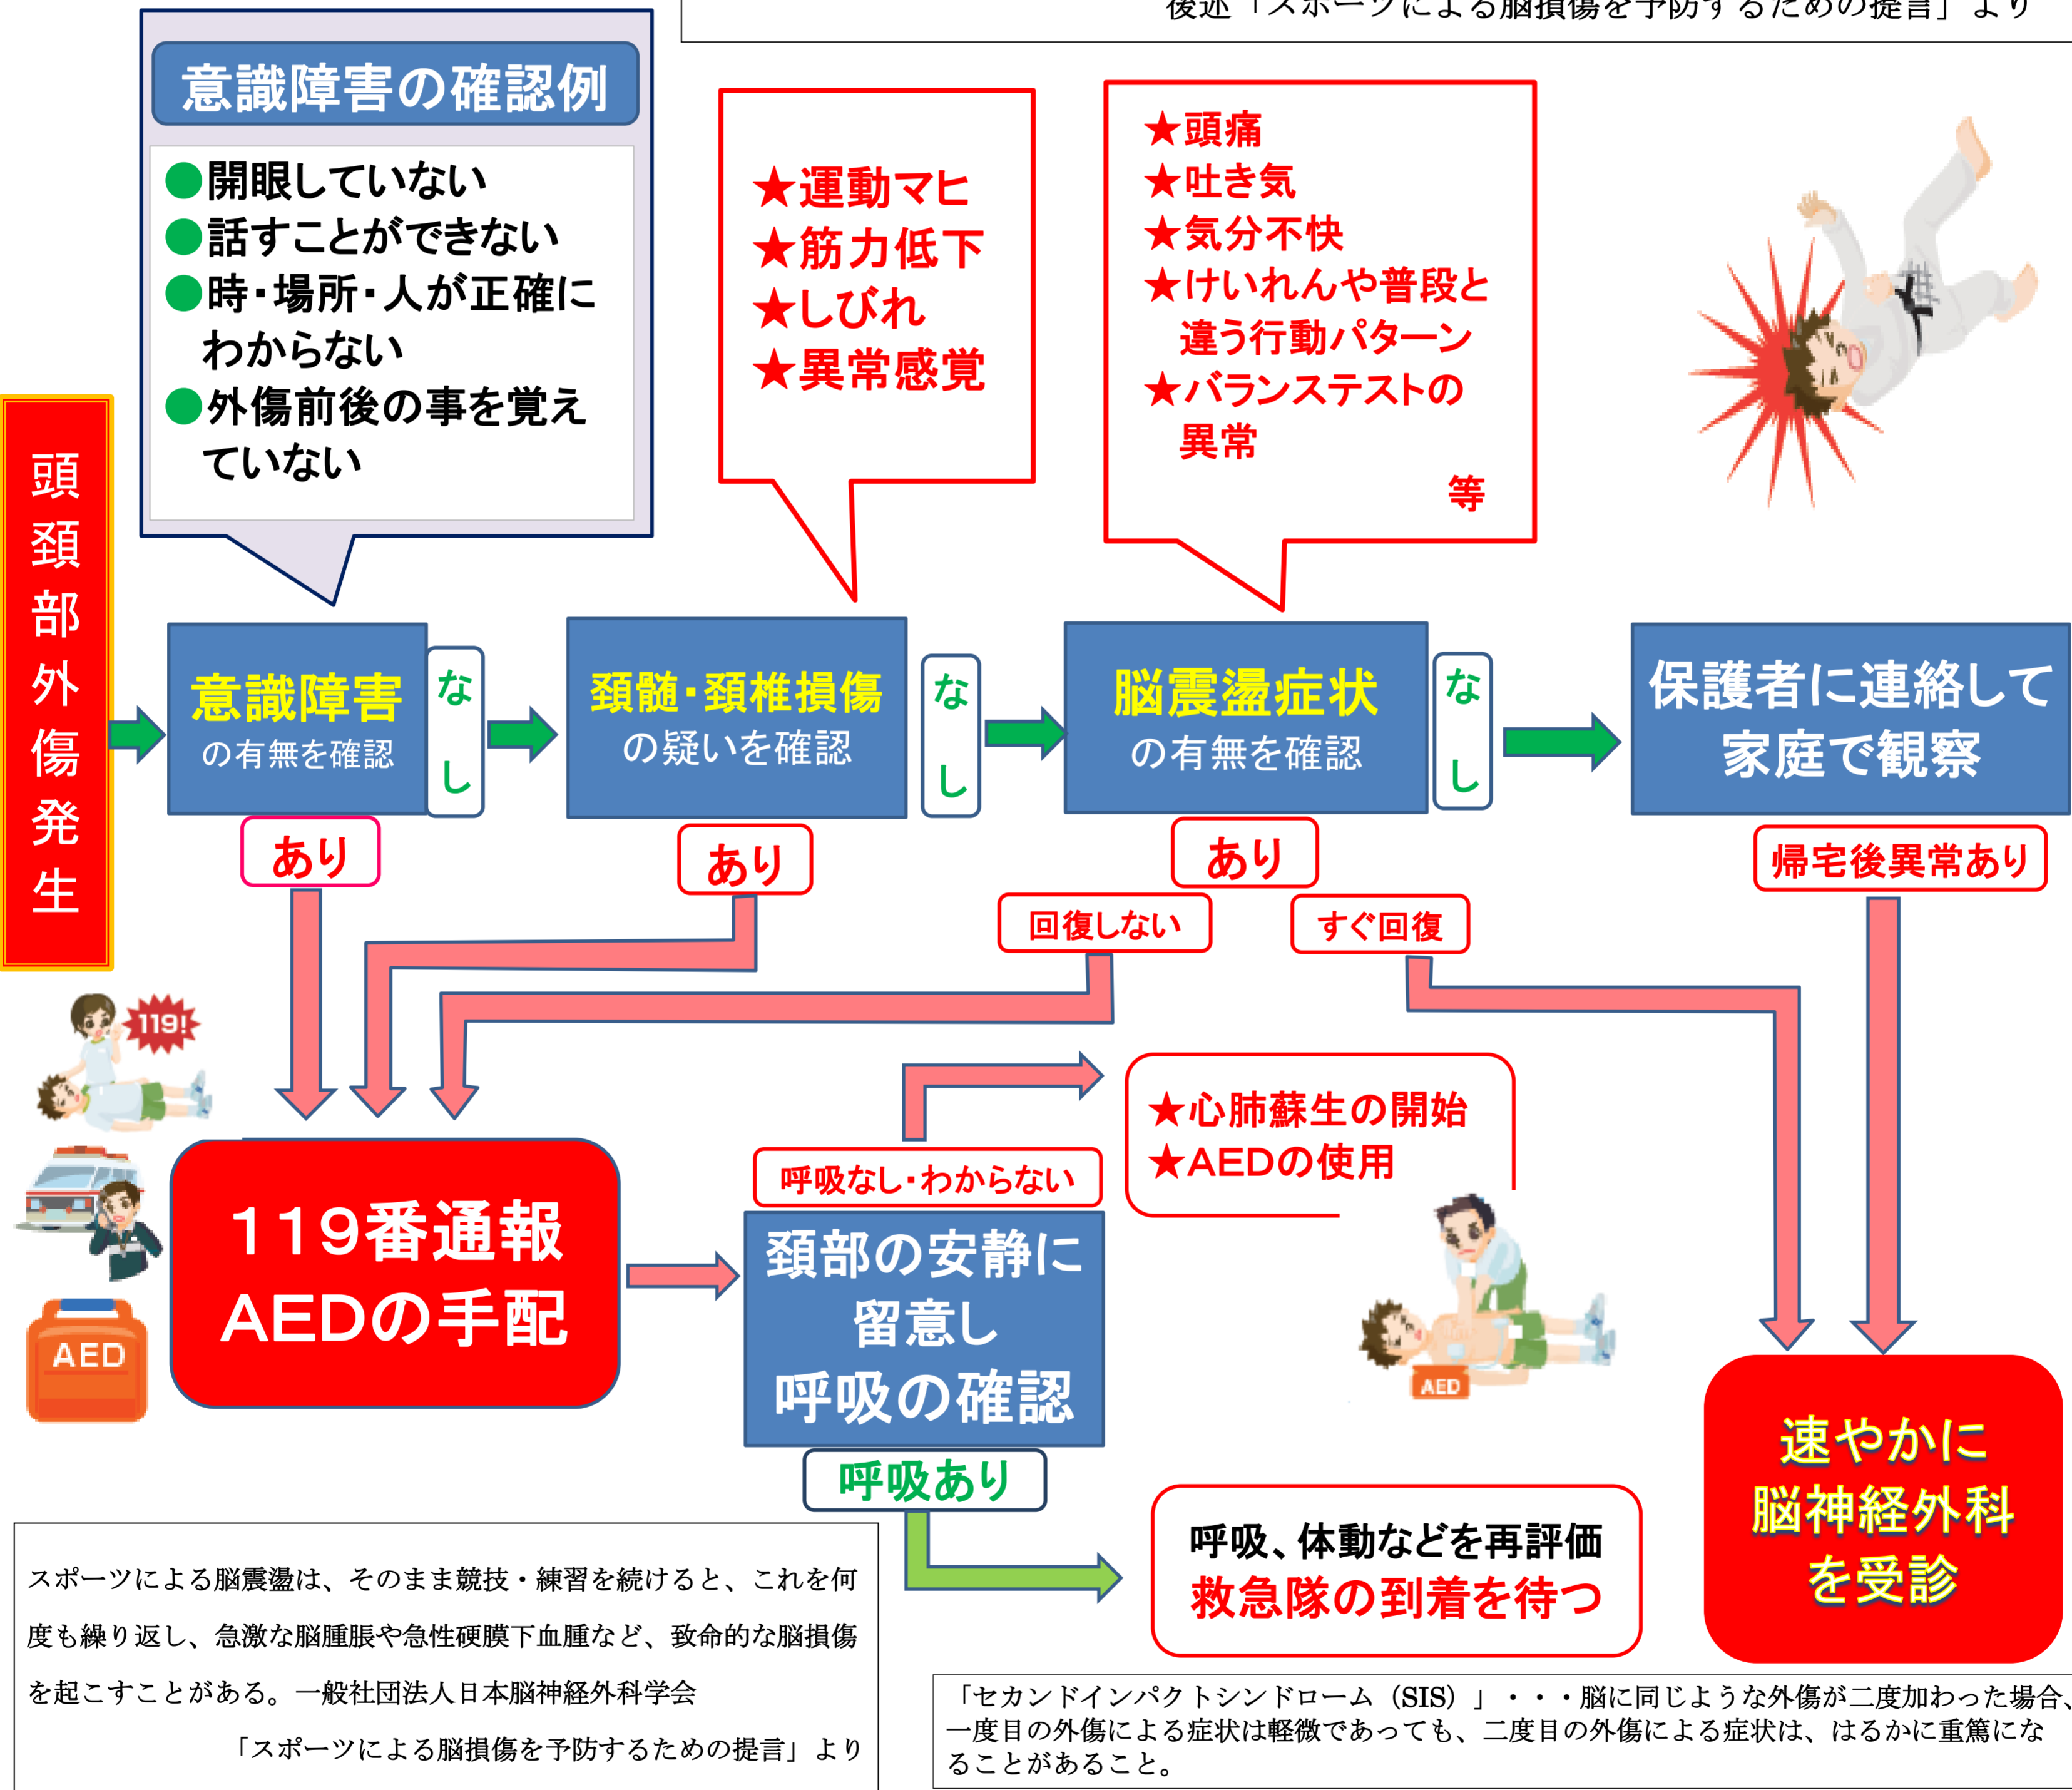 後述「スポーツによる脳損傷を予防するための提言」より
意識障害の確認例
●開眼していない
●話すことができない
●時・場所・人が正確に
わからない
●外傷前後の事を覚え
ていない
★運動マヒ
★筋力低下
★しびれ
★異常感覚
★頭痛
★吐き気
★気分不快
★けいれんや普段と
違う行動パターン
★バランステストの
異常
等
頭頚部外傷発生
意識障害
の有無を確認
なし
あり
頚髄・頚椎損傷
の疑いを確認
なし
あり
脳震盪症状
の有無を確認
なし
あり
回復しない
すぐ回復
保護者に連絡して
家庭で観察
帰宅後異常あり
119!
AED
119番通報
AEDの手配
呼吸なし・わからない
頚部の安静に
留意し
呼吸の確認
呼吸あり
★心肺蘇生の開始
★AEDの使用
AED
呼吸、体動などを再評価
救急隊の到着を待つ
速やかに
脳神経外科
を受診
スポーツによる脳震盪は、そのまま競技・練習を続けると、これを何
度も繰り返し、急激な脳腫脹や急性硬膜下血腫など、致命的な脳損傷
を起こすことがある。一般社団法人日本脳神経外科学会
「スポーツによる脳損傷を予防するための提言」より
「セカンドインパクトシンドローム（SIS）」・・・脳に同じような外傷が二度加わった場合、
一度目の外傷による症状は軽微であっても、二度目の外傷による症状は、はるかに重篤にな
ることがあること。